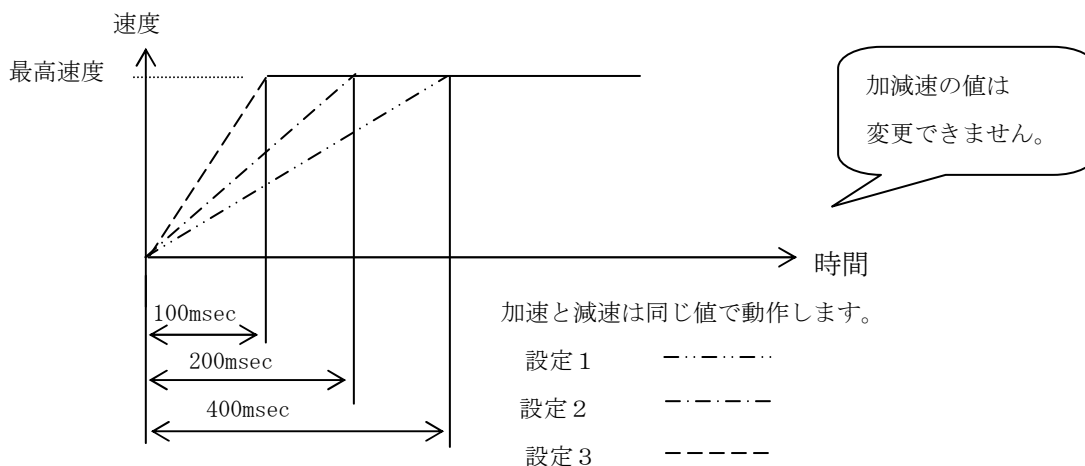 速度
最高速度
加減速の値は
変更できません。
時間
100msec
200msec
400msec
加速と減速は同じ値で動作します。
設定１
設定２
設定３